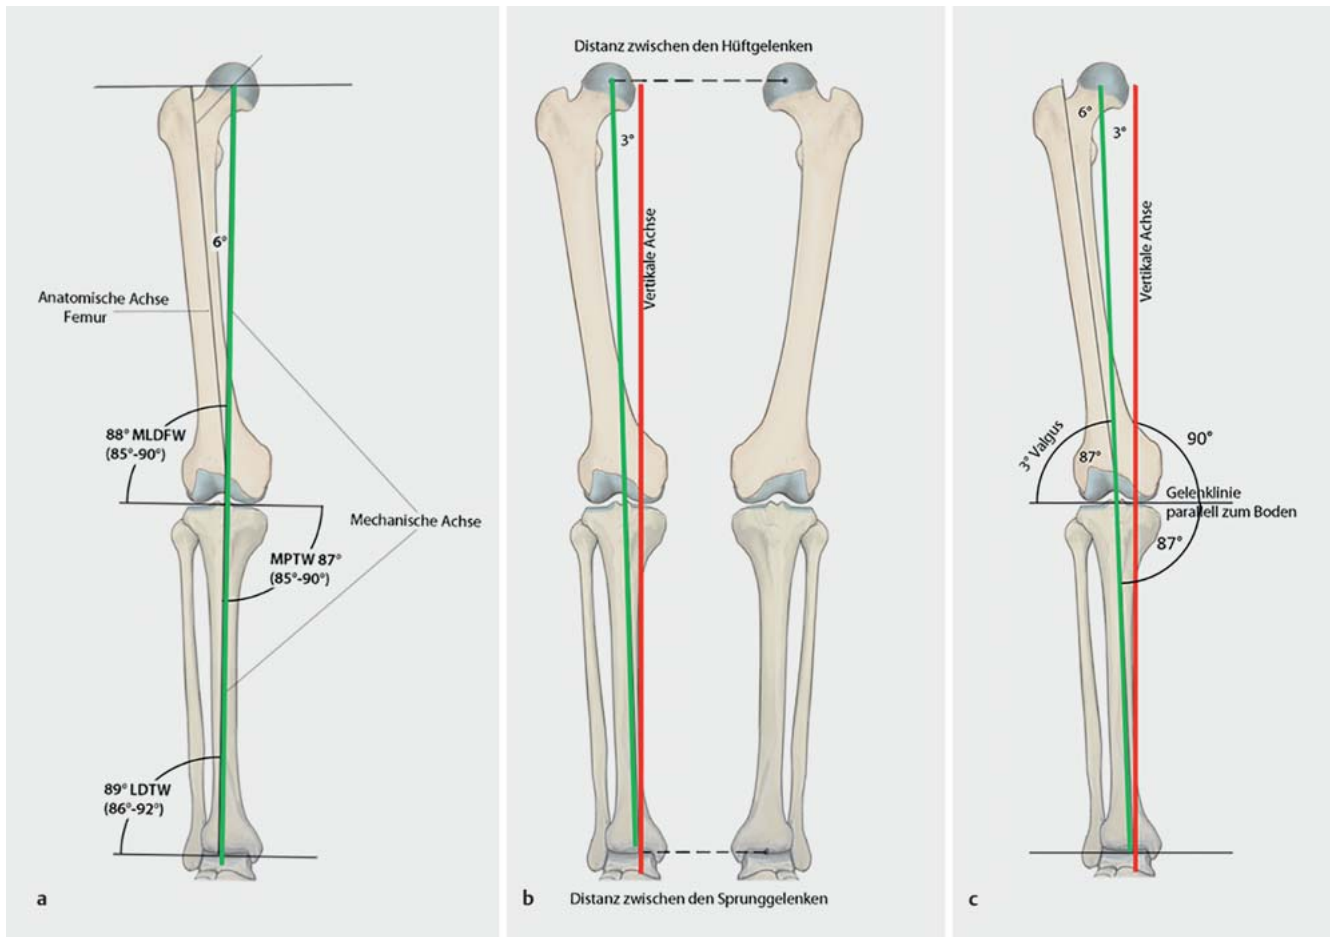 6°
Anatomische Achse
Femur
88° MLDFW
(85°-90°)
Mechanische Achse
MPTW 87°
(85°-90°)
89° LDTW
(86°-92°)
a
Distanz zwischen den Hüftgelenken
3°
Vertikale Achse
b
Distanz zwischen den Sprunggelenken
6°
3°
Vertikale Achse
3° Valgus
87°
90°
Gelenklinie
parallell zum Boden
87°
c